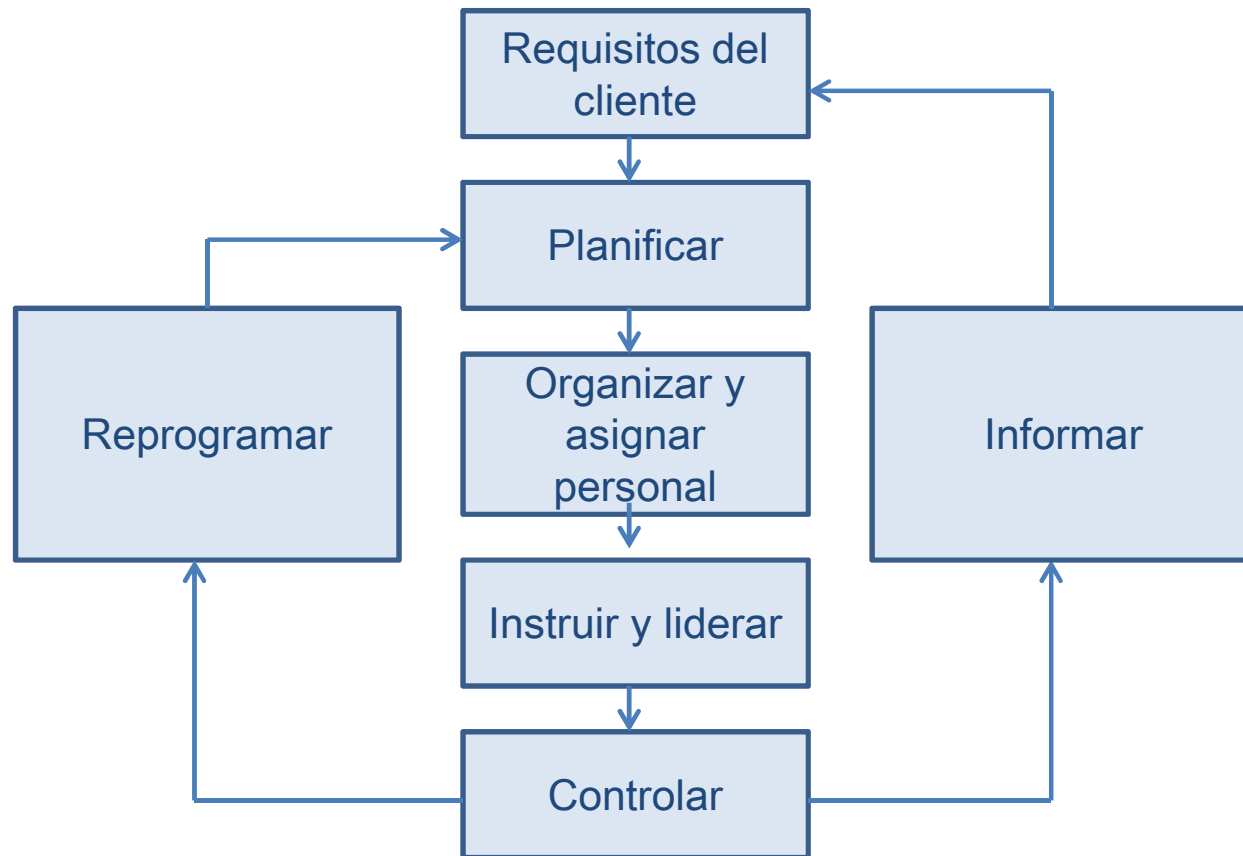 Requisitos del
cliente
Planificar
Organizar y
asignar
personal
Reprogramar
Informar
Instruir y liderar
Controlar